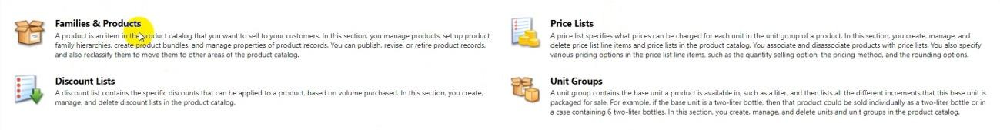 Families & Products
A product is an item in the product catalog that you want to sell to your customers. In this section, you manage products, set up product
family hierarchies, create product bundles, and manage properties of product records. You can publish, revise, or retire product records,
and also reclassify them to move them to other areas of the product catalog.
Discount Lists
A discount list contains the specific discounts that can be applied to a product, based on volume purchased. In this section, you create,
manage, and delete discount lists in the product catalog.
Price Lists
A price list specifies what prices can be charged for each unit in the unit group of a product. In this section, you create, manage, and
delete price list line items and price lists in the product catalog. You associate and disassociate products with price lists. You also specify
various pricing options in the price list line items, such as the quantity selling option, the pricing method, and the rounding options.
Unit Groups
A unit group contains the base unit a product is available in, such as a liter, and then lists all the different increments that this base unit is
packaged for sale. For example, if the base unit is a two-liter bottle, then that product could be sold individually as a two-liter bottle or in
a case containing 6 two-liter bottles. In this section, you create, manage, and delete units and unit groups in the product catalog.